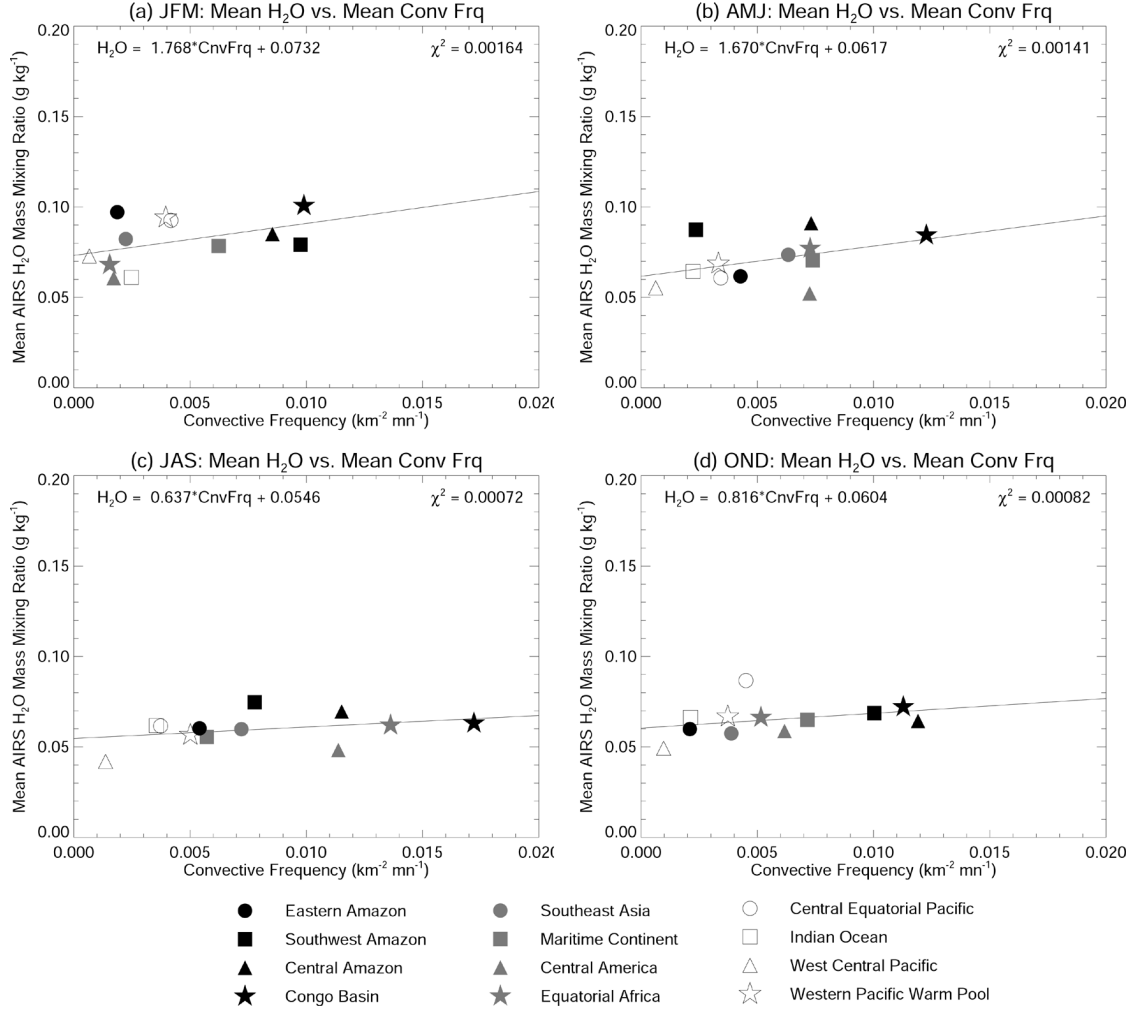 (a) JFM: Mean H₂O vs. Mean Conv Frq
H₂O = 1.768*CnvFrq + 0.0732
χ² = 0.00164
Mean AIRS H₂O Mass Mixing Ratio (g kg⁻¹)
0.20
0.15
0.10
0.05
0.00
0.000 0.005 0.010 0.015 0.020
Convective Frequency (km⁻² mn⁻¹)
(b) AMJ: Mean H₂O vs. Mean Conv Frq
H₂O = 1.670*CnvFrq + 0.0617
χ² = 0.00141
Mean AIRS H₂O Mass Mixing Ratio (g kg⁻¹)
0.20
0.15
0.10
0.05
0.00
0.000 0.005 0.010 0.015 0.020
Convective Frequency (km⁻² mn⁻¹)
(c) JAS: Mean H₂O vs. Mean Conv Frq
H₂O = 0.637*CnvFrq + 0.0546
χ² = 0.00072
Mean AIRS H₂O Mass Mixing Ratio (g kg⁻¹)
0.20
0.15
0.10
0.05
0.00
0.000 0.005 0.010 0.015 0.020
Convective Frequency (km⁻² mn⁻¹)
(d) OND: Mean H₂O vs. Mean Conv Frq
H₂O = 0.816*CnvFrq + 0.0604
χ² = 0.00082
Mean AIRS H₂O Mass Mixing Ratio (g kg⁻¹)
0.20
0.15
0.10
0.05
0.00
0.000 0.005 0.010 0.015 0.020
Convective Frequency (km⁻² mn⁻¹)
Eastern Amazon
Southwest Amazon
Central Amazon
Congo Basin
Southeast Asia
Maritime Continent
Central America
Equatorial Africa
Central Equatorial Pacific
Indian Ocean
West Central Pacific
Western Pacific Warm Pool